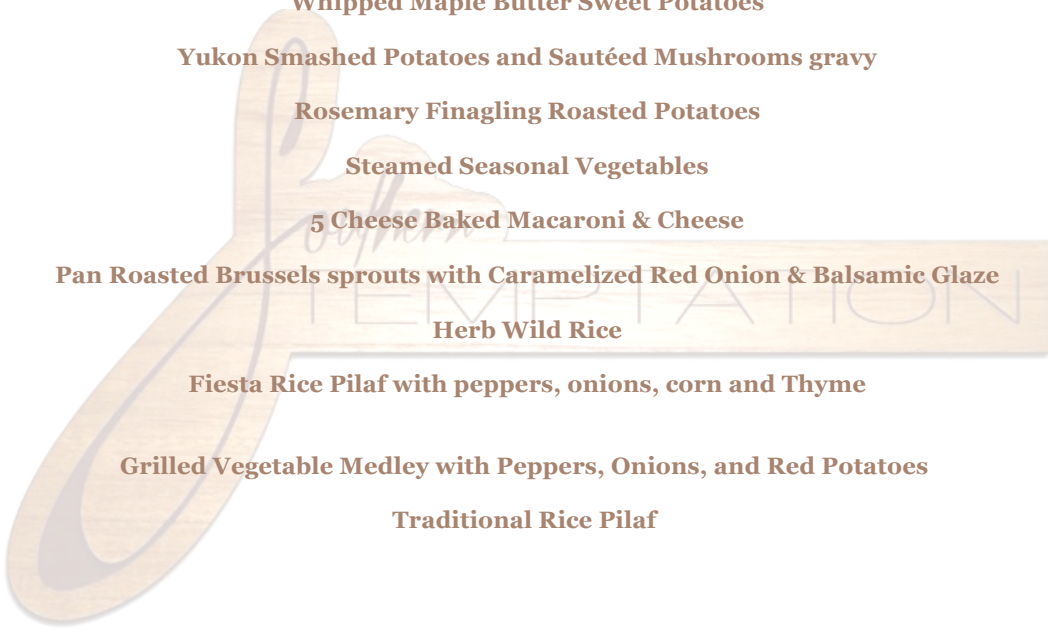 Whipped Maple Butter Sweet Potatoes
Yukon Smashed Potatoes and Sautéed Mushrooms gravy
Rosemary Finagling Roasted Potatoes
Steamed Seasonal Vegetables
5 Cheese Baked Macaroni & Cheese
Southern
Pan Roasted Brussels sprouts with Caramelized Red Onion & Balsamic Glaze
TEMPTATION
Herb Wild Rice
Fiesta Rice Pilaf with peppers, onions, corn and Thyme
Grilled Vegetable Medley with Peppers, Onions, and Red Potatoes
Traditional Rice Pilaf